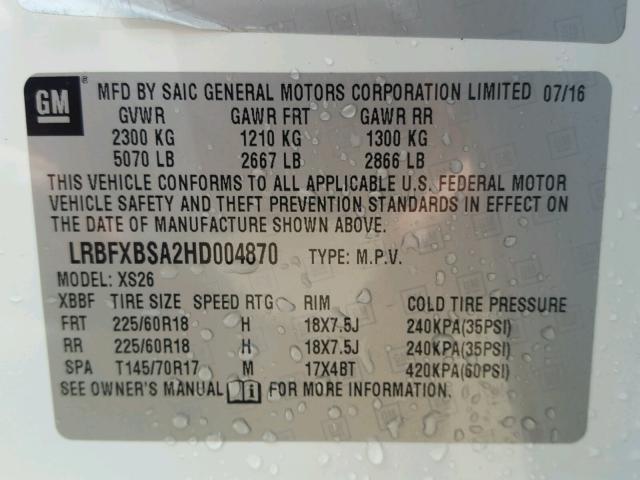 GM ® MFD BY SAIC GENERAL MOTORS CORPORATION LIMITED 07/16
GVWR GAWR FRT GAWR RR
2300 KG 1210 KG 1300 KG
5070 LB 2667 LB 2866 LB
THIS VEHICLE CONFORMS TO ALL APPLICABLE U.S. FEDERAL MOTOR
VEHICLE SAFETY AND THEFT PREVENTION STANDARDS IN EFFECT ON
THE DATE OF MANUFACTURE SHOWN ABOVE.
LRBFXBSA2HD004870 TYPE: M.P.V.
MODEL: XS26
XBBF TIRE SIZE SPEED RTG RIM COLD TIRE PRESSURE
FRT 225/60R18 H 18X7.5J 240KPA(35PSI)
RR 225/60R18 H 18X7.5J 240KPA(35PSI)
SPA T145/70R17 M 17X4BT 420KPA(60PSI)
SEE OWNER'S MANUAL FOR MORE INFORMATION.